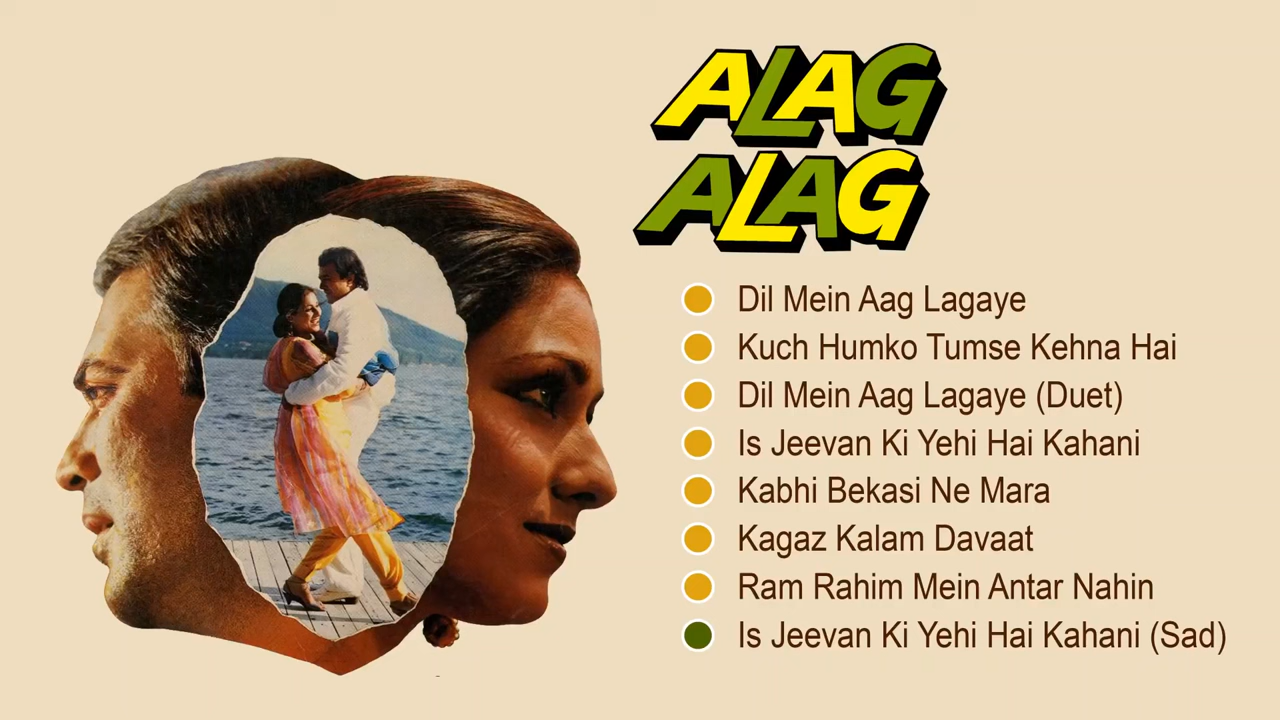 ALAG
ALAG
Dil Mein Aag Lagaye
Kuch Humko Tumse Kehna Hai
Dil Mein Aag Lagaye (Duet)
Is Jeevan Ki Yehi Hai Kahani
Kabhi Bekasi Ne Mara
Kagaz Kalam Davaat
Ram Rahim Mein Antar Nahin
Is Jeevan Ki Yehi Hai Kahani (Sad)